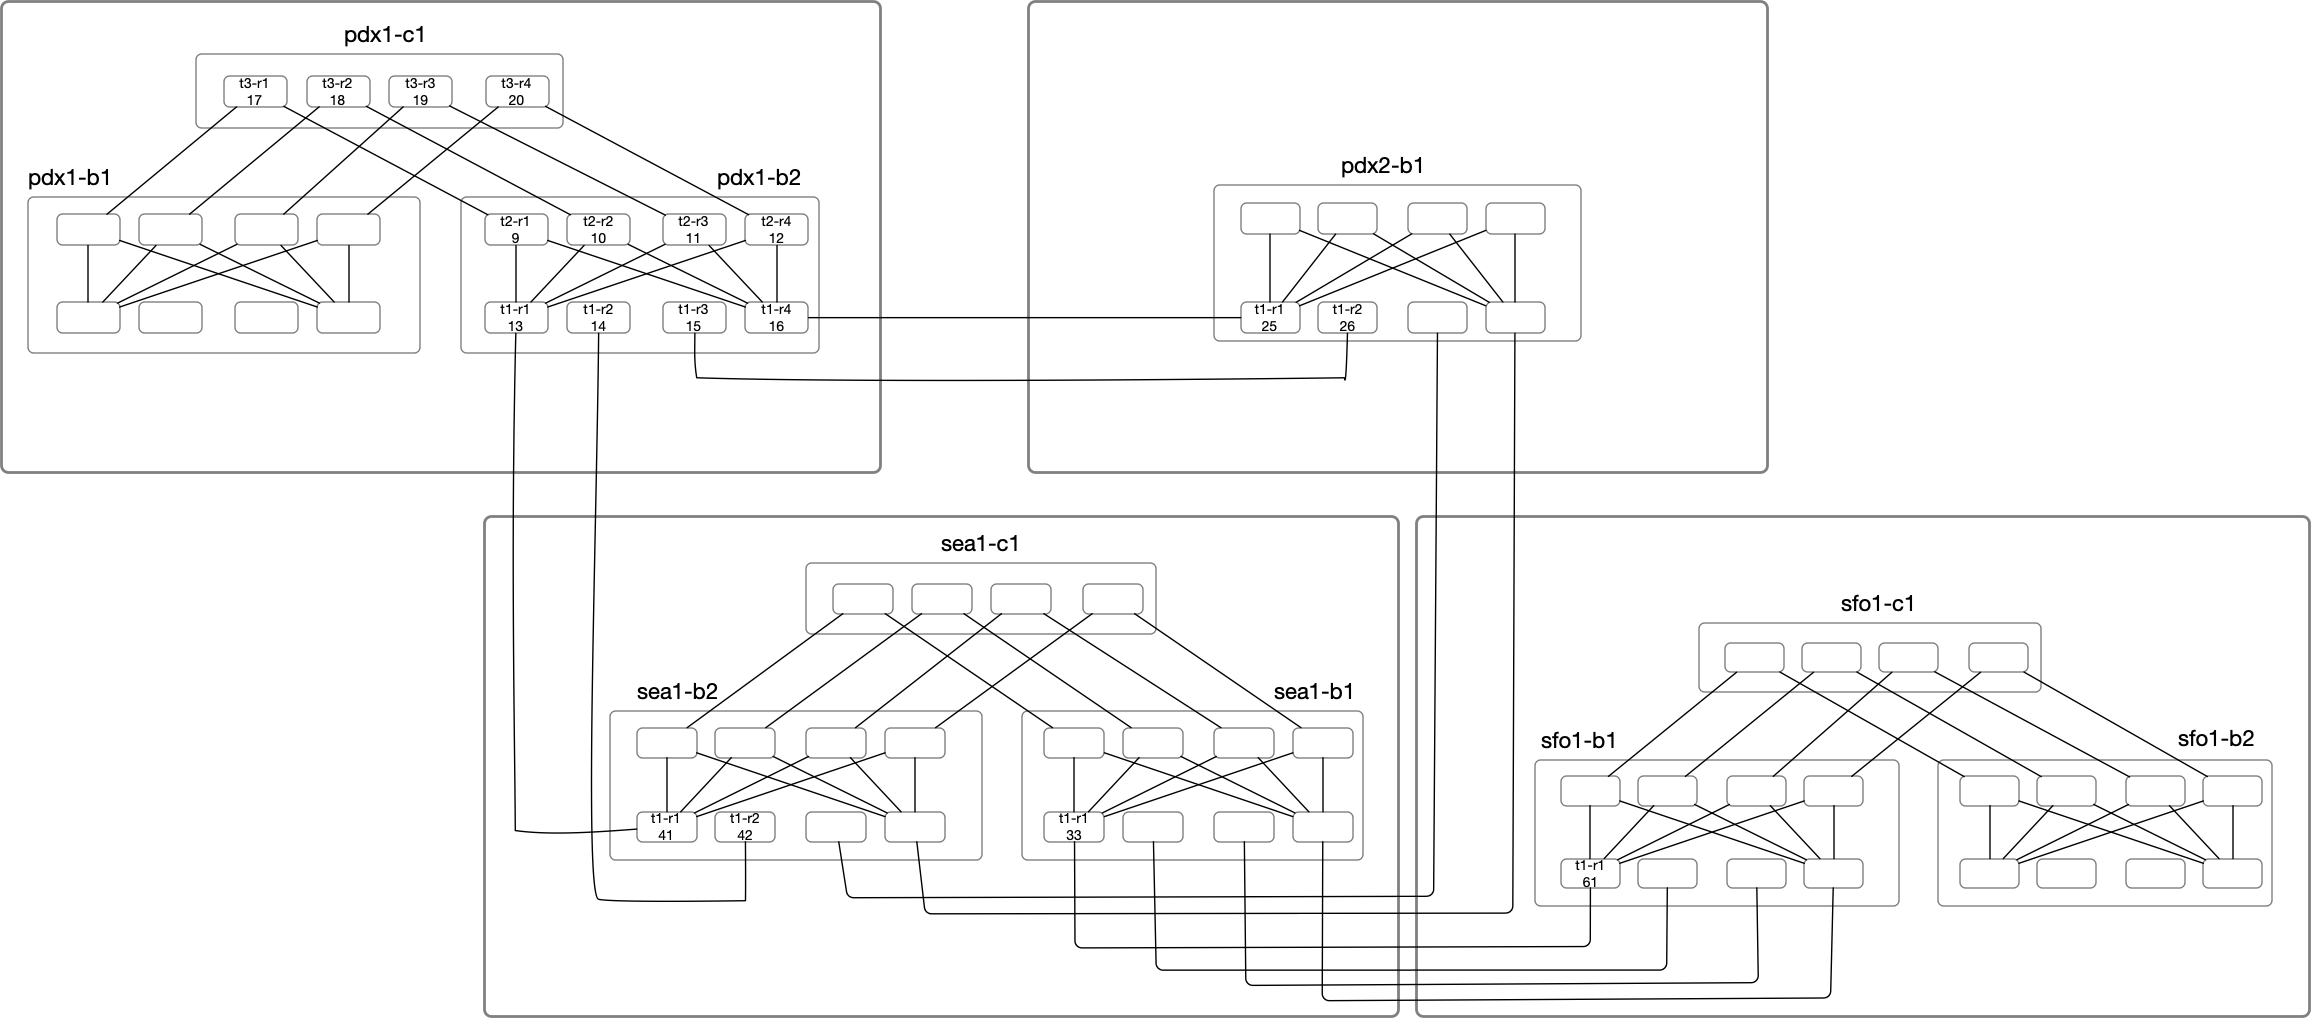 pdx1-c1
t3-r1
17
t3-r2
18
t3-r3
19
t3-r4
20
pdx1-b1
pdx1-b2
t2-r1
9
t2-r2
10
t2-r3
11
t2-r4
12
t1-r1
13
t1-r2
14
t1-r3
15
t1-r4
16
pdx2-b1
t1-r1
25
t1-r2
26
sea1-c1
sea1-b2
sea1-b1
t1-r1
41
t1-r2
42
t1-r1
33
sfo1-c1
sfo1-b1
sfo1-b2
t1-r1
61